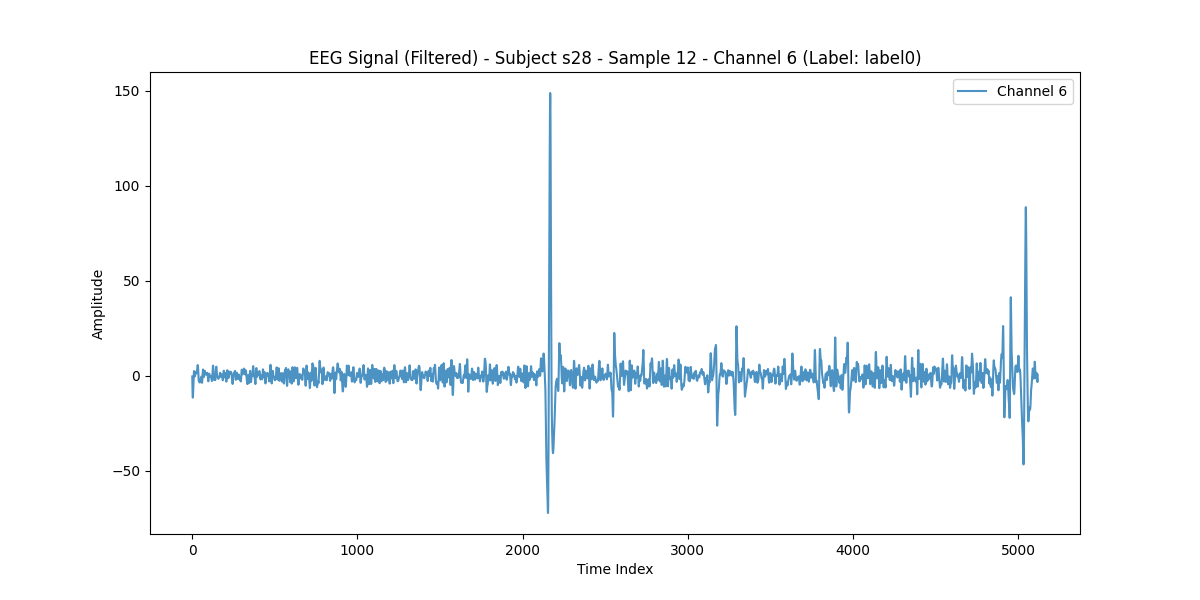 EEG Signal (Filtered) - Subject s28 - Sample 12 - Channel 6 (Label: label0)
Channel 6
150
100
50
0
−50
Amplitude
0 1000 2000 3000 4000 5000
Time Index